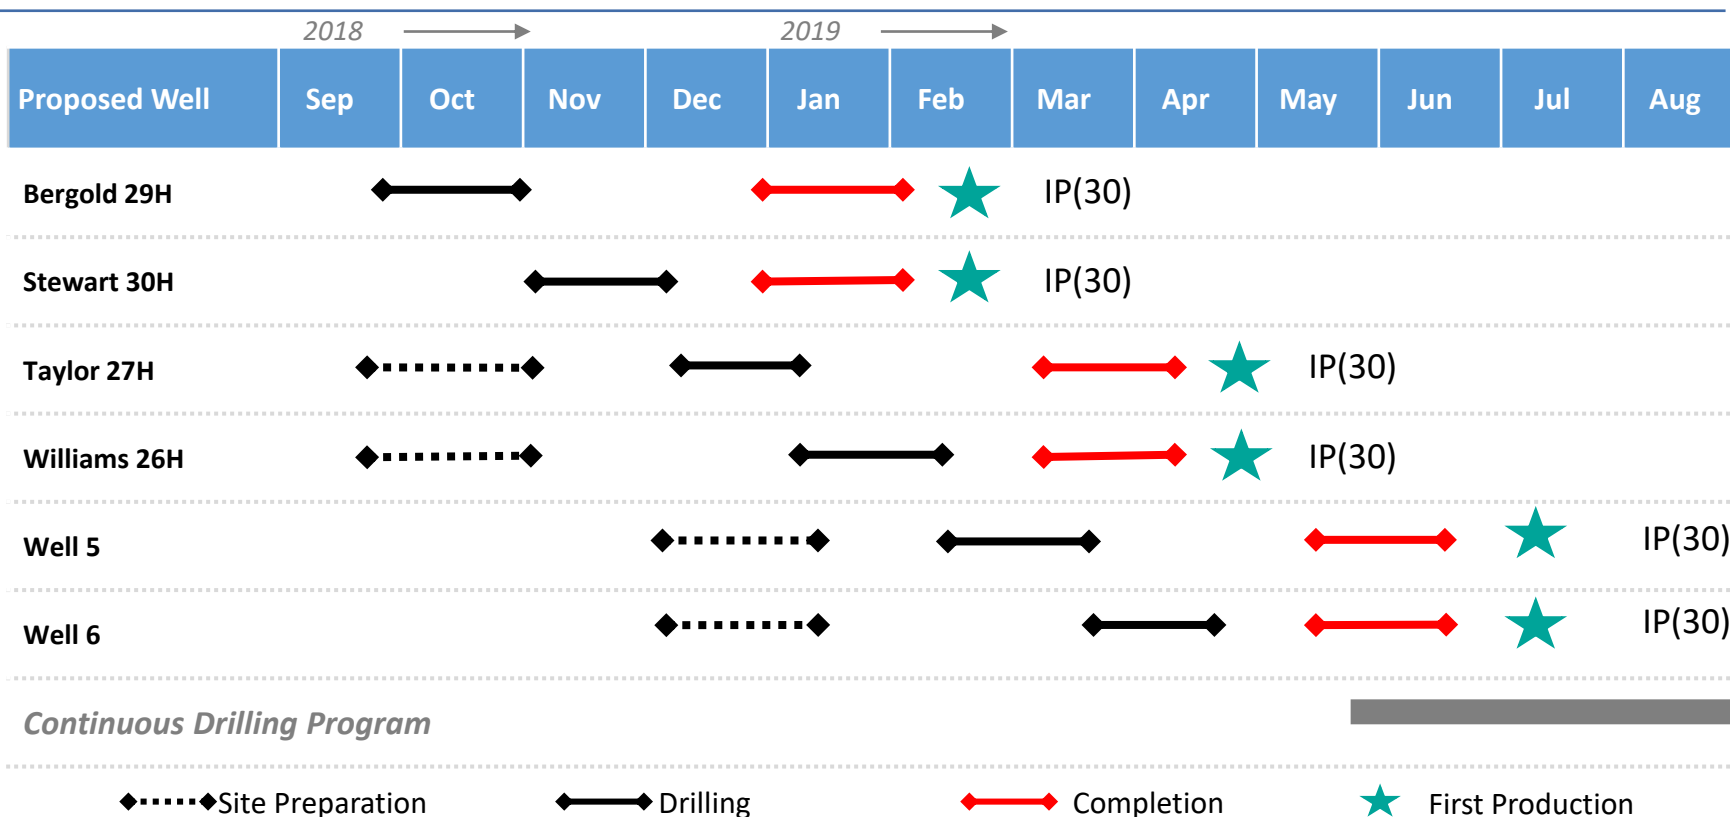 2018 2019
Proposed Well Sep Oct Nov Dec Jan Feb Mar Apr May Jun Jul Aug
Bergold 29H IP(30)
Stewart 30H IP(30)
Taylor 27H IP(30)
Williams 26H IP(30)
Well 5 IP(30)
Well 6 IP(30)
Continuous Drilling Program
Site Preparation Drilling Completion First Production